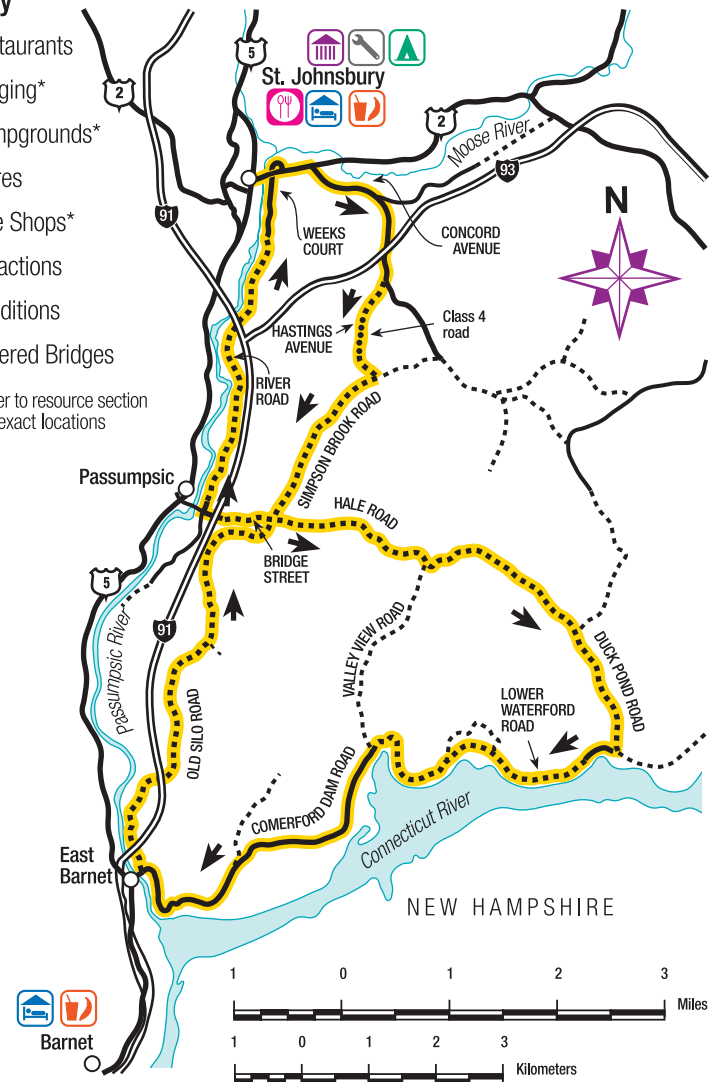 y
taurants
ging*
mpgrounds*
res
e Shops*
actions
ditions
ered Bridges
er to resource section
exact locations
2
5
St. Johnsbury
2
Moose River
93
91
WEEKS
COURT
CONCORD
AVENUE
N
HASTINGS
AVENUE
Class 4
road
RIVER
ROAD
SIMPSON BROOK ROAD
Passumpsic
HALE ROAD
BRIDGE
STREET
5
91
Passumpsic River
VALLEY VIEW ROAD
DUCK POND ROAD
OLD SILO ROAD
LOWER
WATERFORD
ROAD
COMERFORD DAM ROAD
Connecticut River
East
Barnet
NEW HAMPSHIRE
1 0 1 2 3
Miles
1 0 1 2 3
Kilometers
Barnet